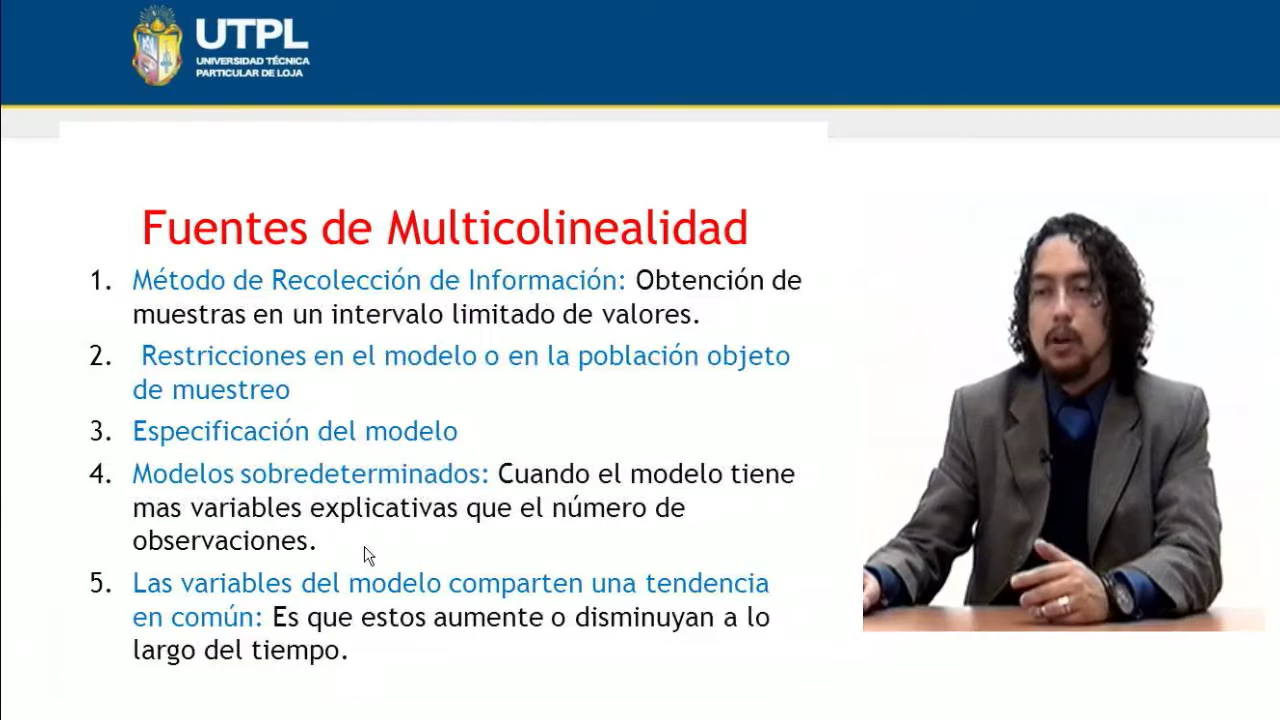 UTPL
UNIVERSIDAD TÉCNICA
PARTICULAR DE LOJA
Fuentes de Multicolinealidad
1. Método de Recolección de Información: Obtención de
muestras en un intervalo limitado de valores.
2. Restricciones en el modelo o en la población objeto
de muestreo
3. Especificación del modelo
4. Modelos sobredeterminados: Cuando el modelo tiene
mas variables explicativas que el número de
observaciones.
5. Las variables del modelo comparten una tendencia
en común: Es que estos aumente o disminuyan a lo
largo del tiempo.